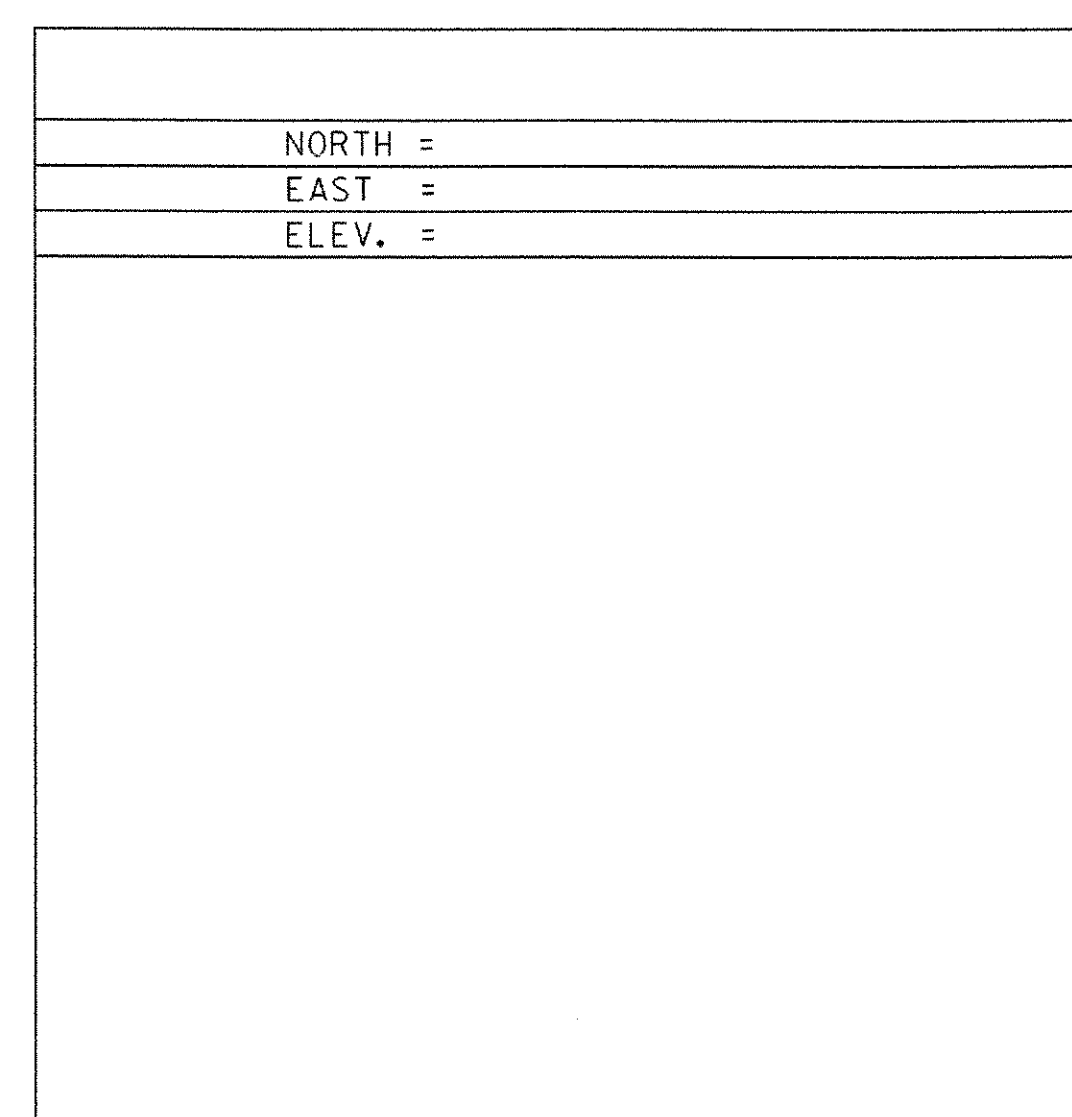 NORTH =
EAST =
ELEV. =